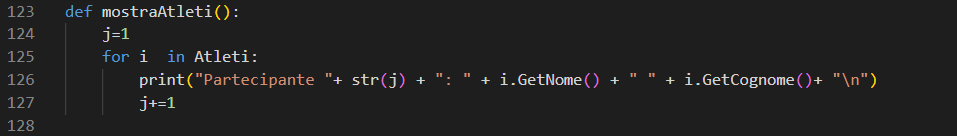 123 def mostraAtleti():
124     j=1
125     for i  in Atleti:
126         print("Partecipante "+ str(j) + ": " + i.GetNome() + " " + i.GetCognome()+ "\n")
127         j+=1
128